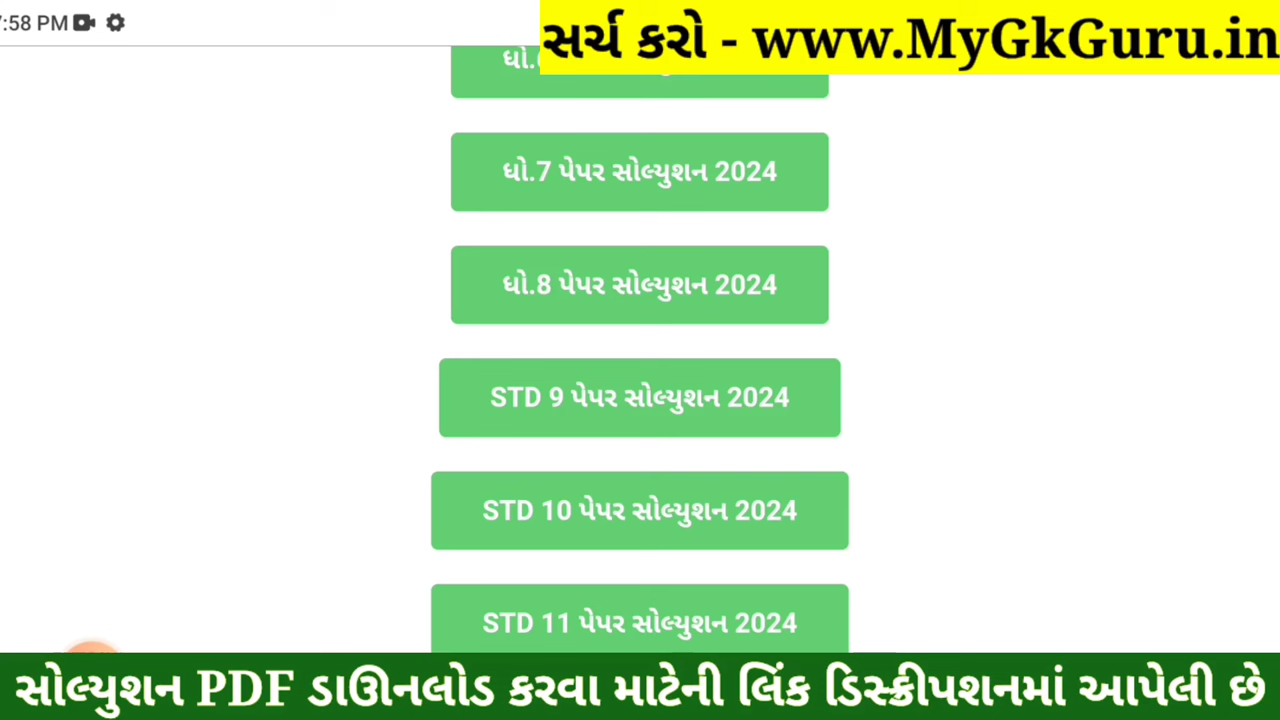 :58 PM
સર્ચ કરો - www.MyGkGuru.in
ધો.7 પેપર સોલ્યુશન 2024
ધો.8 પેપર સોલ્યુશન 2024
STD 9 પેપર સોલ્યુશન 2024
STD 10 પેપર સોલ્યુશન 2024
STD 11 પેપર સોલ્યુશન 2024
સોલ્યુશન PDF ડાઊનલોડ કરવા માટેની લિંક ડિસ્ક્રીપશનમાં આપેલી છે